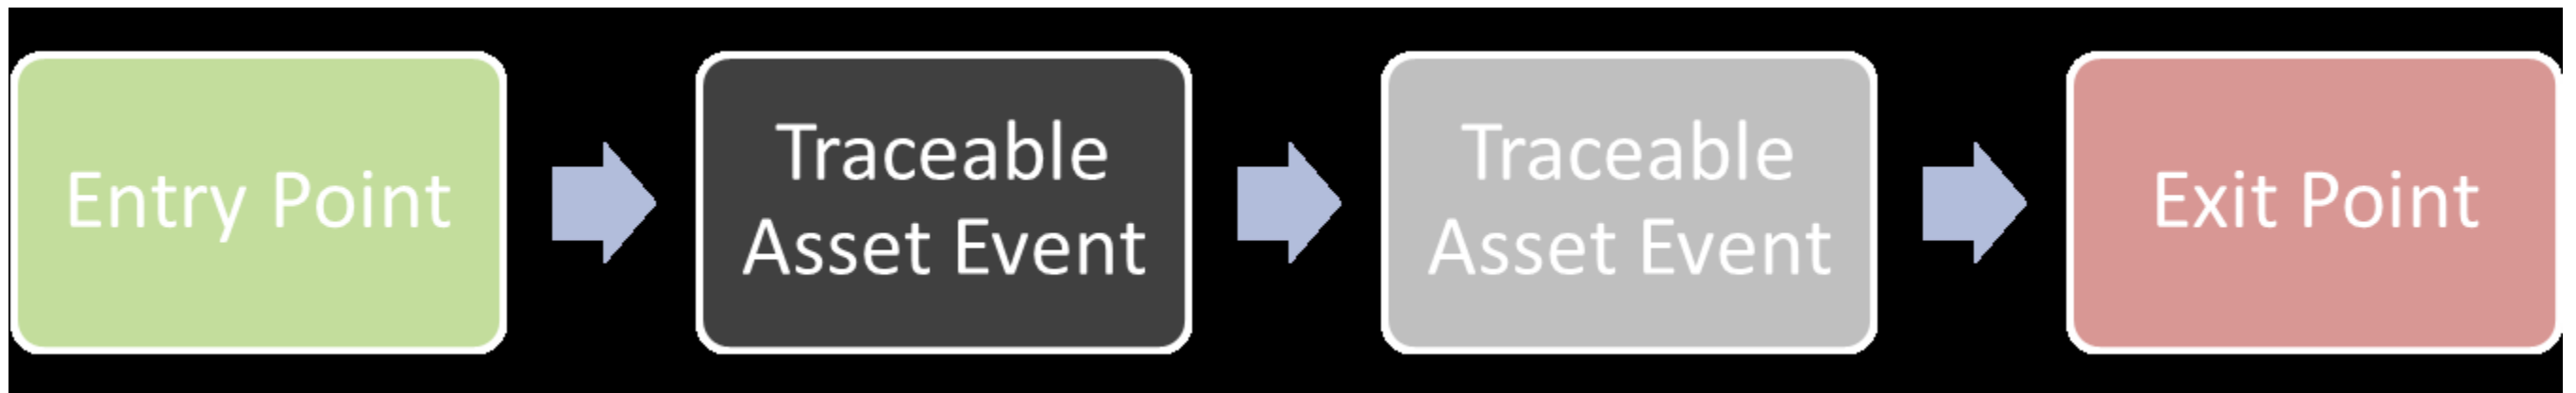 Entry Point
Traceable
Asset Event
Traceable
Asset Event
Exit Point